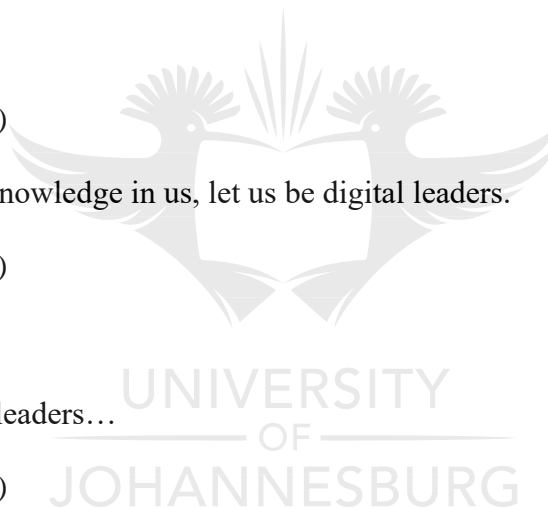 )
nowledge in us, let us be digital leaders.
)
leaders…
)
UNIVERSITY
OF
JOHANNESBURG